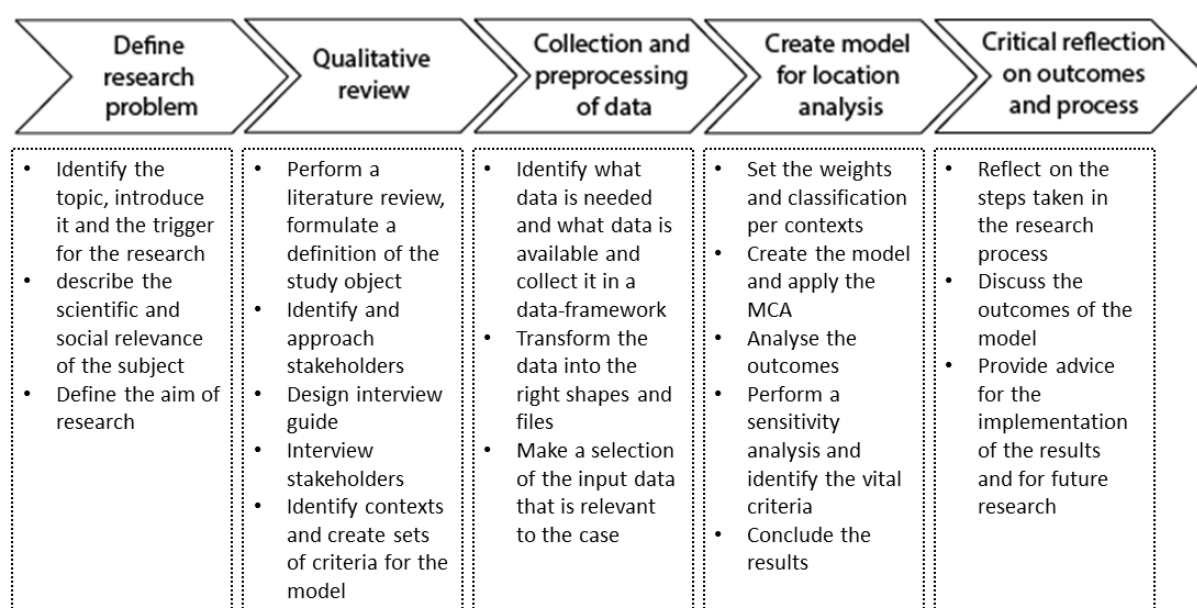 Define
research
problem
Qualitative
review
Collection and
preprocessing
of data
Create model
for location
analysis
Critical reflection
on outcomes
and process
• Identify the
topic, introduce
it and the trigger
for the research
• describe the
scientific and
social relevance
of the subject
• Define the aim of
research
• Perform a
literature review,
formulate a
definition of the
study object
• Identify and
approach
stakeholders
• Design interview
guide
• Interview
stakeholders
• Identify contexts
and create sets
of criteria for the
model
• Identify what
data is needed
and what data is
available and
collect it in a
data-framework
• Transform the
data into the
right shapes and
files
• Make a selection
of the input data
that is relevant
to the case
• Set the weights
and classification
per contexts
• Create the model
and apply the
MCA
• Analyse the
outcomes
• Perform a
sensitivity
analysis and
identify the vital
criteria
• Conclude the
results
• Reflect on the
steps taken in
the research
process
• Discuss the
outcomes of the
model
• Provide advice
for the
implementation
of the results
and for future
research